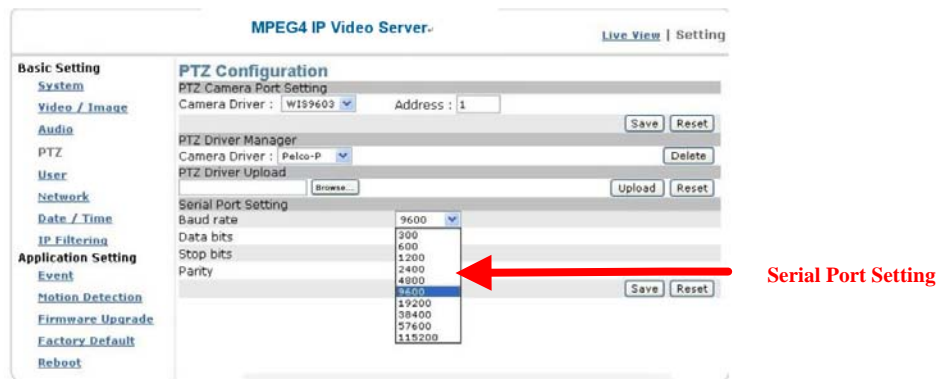 MPEG4 IP Video Server
Live View | Setting
Basic Setting
System
Video / Image
Audio
PTZ
User
Network
Date / Time
IP Filtering
Application Setting
Event
Motion Detection
Firmware Upgrade
Factory Default
Reboot
PTZ Configuration
PTZ Camera Port Setting
Camera Driver : WIS9603 Address : 1
Save Reset
PTZ Driver Manager
Camera Driver : Pelco-P Delete
PTZ Driver Upload
Browse... Upload Reset
Serial Port Setting
Baud rate 9600
Data bits
Stop bits
Parity
300
600
1200
2400
4800
9600
19200
38400
57600
115200
Save Reset
Serial Port Setting